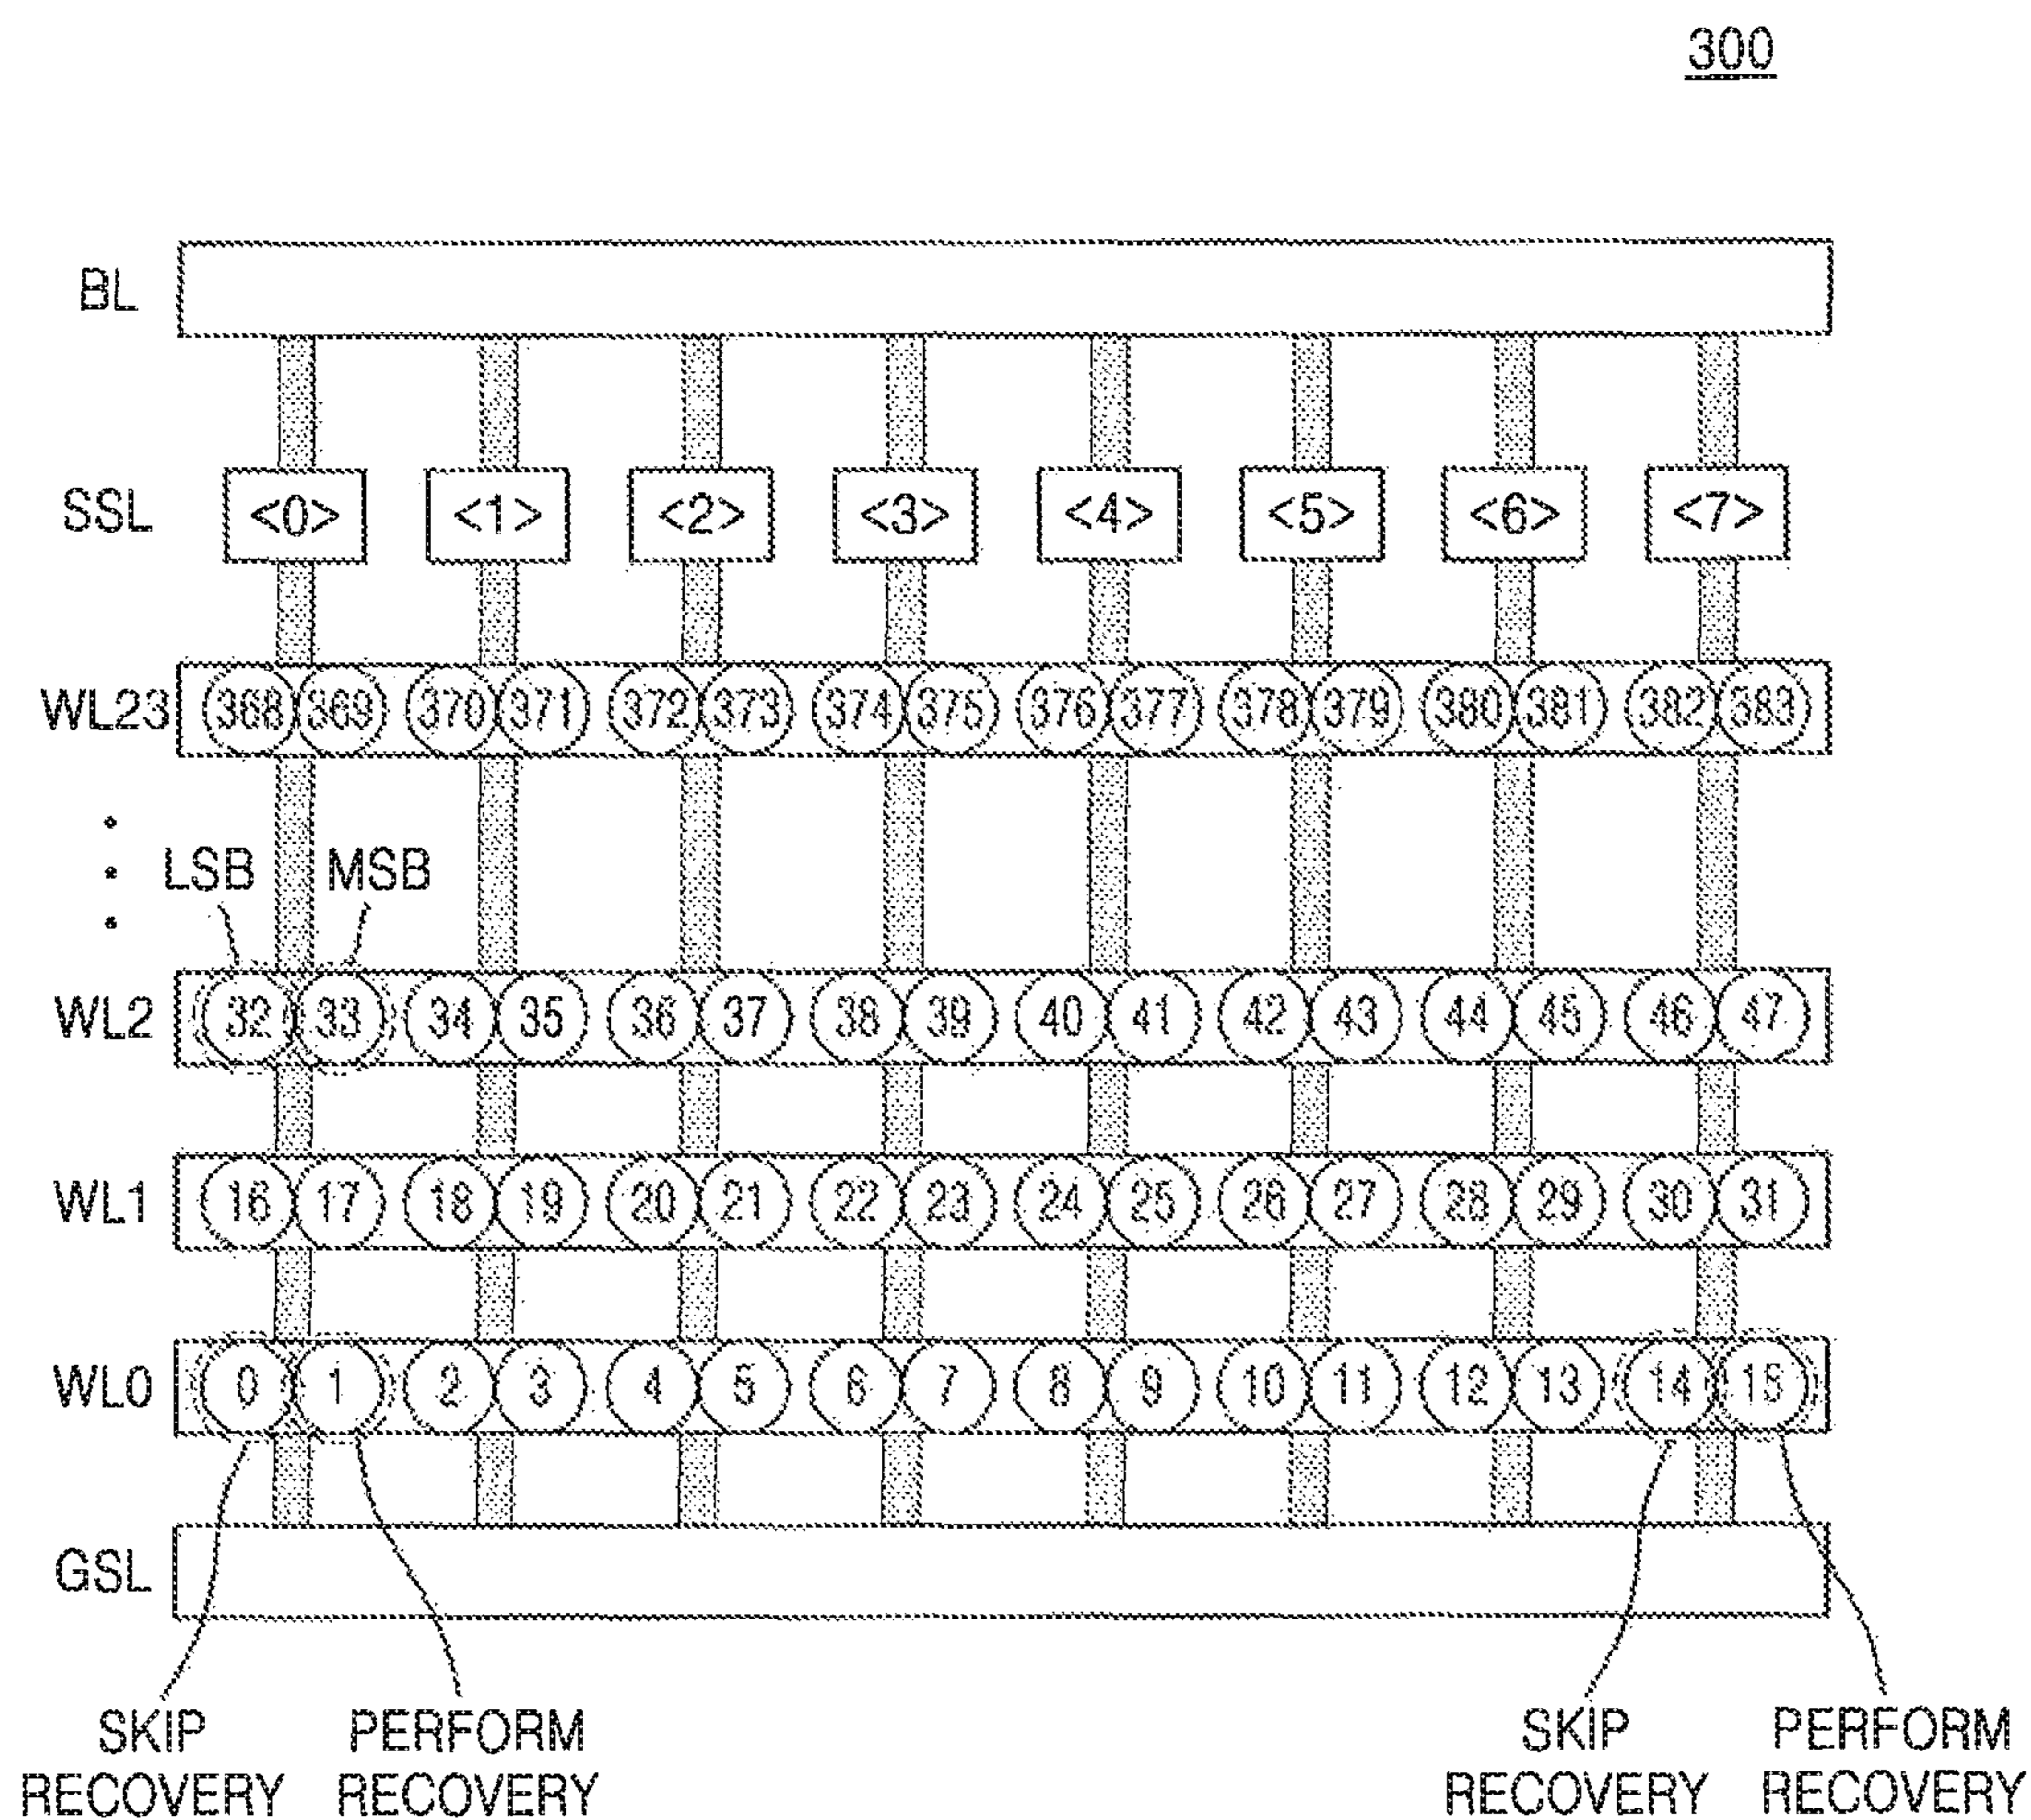 300
BL
SSL <0> <1> <2> <3> <4> <5> <6> <7>
WL23 368 369 370 371 372 373 374 375 376 377 378 379 380 381 382 383
LSB MSB
WL2 32 33 34 35 36 37 38 39 40 41 42 43 44 45 46 47
WL1 16 17 18 19 20 21 22 23 24 25 26 27 28 29 30 31
WL0 0 1 2 3 4 5 6 7 8 9 10 11 12 13 14 15
GSL
SKIP RECOVERY
PERFORM RECOVERY
SKIP RECOVERY
PERFORM RECOVERY